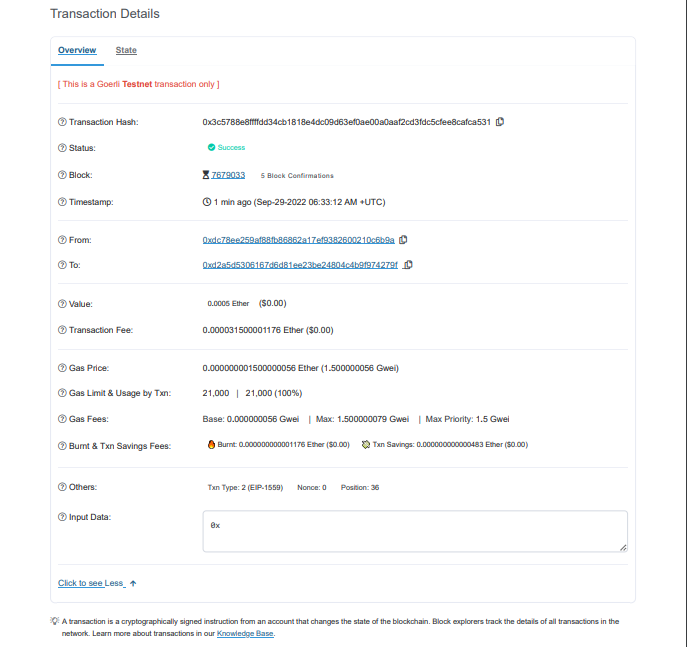 Transaction Details
Overview State
[ This is a Goerli Testnet transaction only ]
Transaction Hash: 0x3c5788e8ffffdd34cb1818e4dc09d63ef0ae00a0aaf2cd3fdc5cfee8cafca531
Status: Success
Block: 7679033 5 Block Confirmations
Timestamp: 1 min ago (Sep-29-2022 06:33:12 AM +UTC)
From: 0xdc78ee259af88fb86862a17ef9382600210c6b9a
To: 0xd2a5d5306167d6d81ee23be24804c4b9f974279f
Value: 0.0005 Ether ($0.00)
Transaction Fee: 0.000031500001176 Ether ($0.00)
Gas Price: 0.000000001500000056 Ether (1.500000056 Gwei)
Gas Limit & Usage by Txn: 21,000 | 21,000 (100%)
Gas Fees: Base: 0.000000056 Gwei | Max: 1.500000079 Gwei | Max Priority: 1.5 Gwei
Burnt & Txn Savings Fees: Burnt: 0.000000000001176 Ether ($0.00) Txn Savings: 0.000000000000483 Ether ($0.00)
Others: Txn Type: 2 (EIP-1559) Nonce: 0 Position: 36
Input Data: 0x
Click to see Less
A transaction is a cryptographically signed instruction from an account that changes the state of the blockchain. Block explorers track the details of all transactions in the
network. Learn more about transactions in our Knowledge Base.